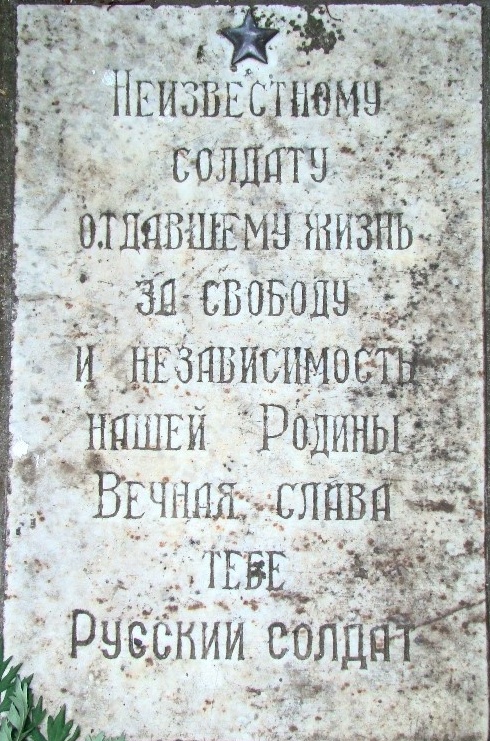 Неизвестному
солдату
отдавшему жизнь
за свободу
и независимость
нашей Родины
Вечная слава
тебе
Русский солдат